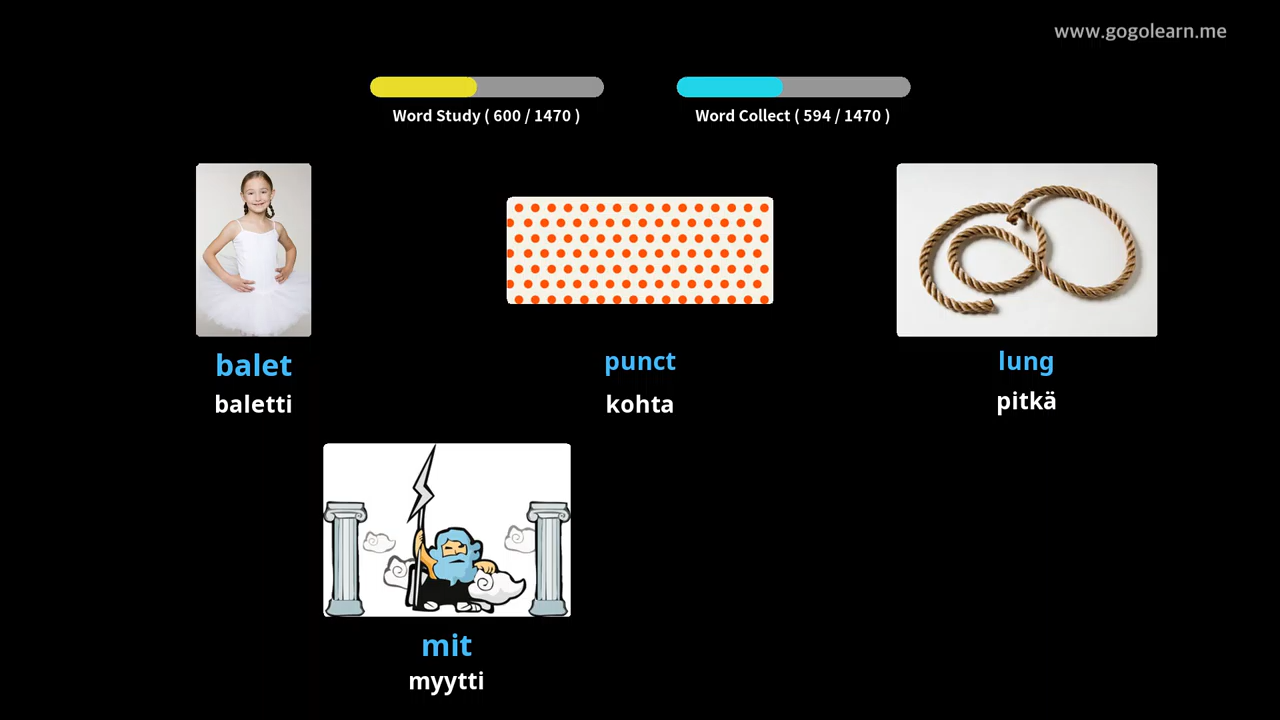 www.gogolearn.me
Word Study ( 600 / 1470 )
Word Collect ( 594 / 1470 )
balet
baletti
punct
kohta
lung
pitkä
mit
myytti